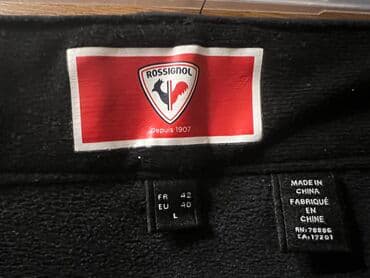 ROSSIGNOL
Depuis 1907
FR 42
EU 40
L
MADE IN
CHINA
FABRIQUÉ
EN
CHINE
RN: 78886
CA: 17201